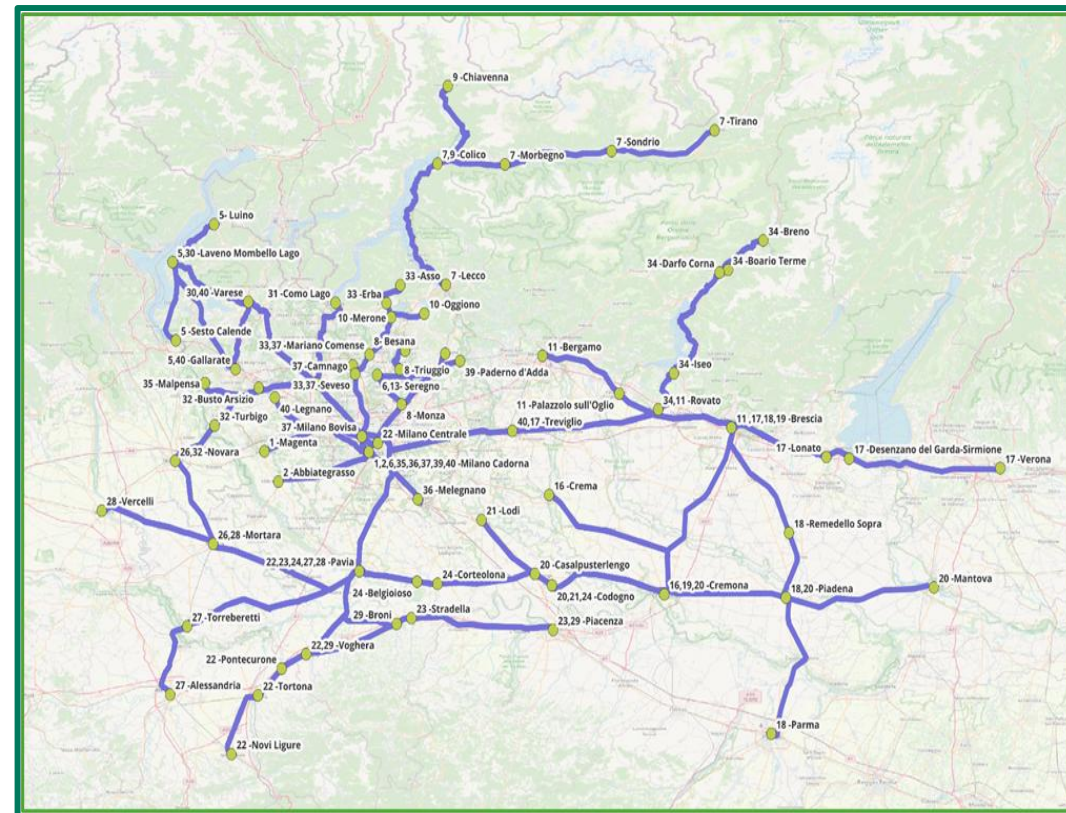 9 -Chiavenna
7 -Tirano
7 -Sondrio
7,9 -Colico
7 -Morbegno
5- Luino
34 -Breno
5,30 -Laveno Mombello Lago
34 -Darfo Corna
34 -Boario Terme
33 -Asso
7 -Lecco
30,40 -Varese
31 -Como Lago
33 -Erba
10 -Oggiono
10 -Merone
5 -Sesto Calende
33,37 -Mariano Comense
8- Besana
11 -Bergamo
5,40 -Gallarate
37 -Camnago
8 -Triuggio
39 -Paderno d'Adda
34 -Iseo
35 -Malpensa
33,37 -Seveso
6,13- Seregno
32 -Busto Arsizio
40 -Legnano
8 -Monza
11 -Palazzolo sull'Oglio
34,11 -Rovato
32 -Turbigo
37 -Milano Bovisa
22 -Milano Centrale
40,17 -Treviglio
11 ,17,18,19 -Brescia
1 -Magenta
26,32 -Novara
1,2,6,35,36,37,39,40 -Milano Cadorna
17 -Lonato
17 -Desenzano del Garda-Sirmione
17 -Verona
2 -Abbiategrasso
36 -Melegnano
16 -Crema
28 -Vercelli
21 -Lodi
18 -Remedello Sopra
26,28 -Mortara
22,23,24,27,28 -Pavia
24 -Corteolona
20 -Casalpusterlengo
16,19,20 -Cremona
18,20 -Piadena
20 -Mantova
24 -Belgioioso
20,21,24 -Codogno
27 -Torreberetti
29 -Broni
23 -Stradella
23,29 -Piacenza
22,29 -Voghera
22 -Pontecurone
27 -Alessandria
22 -Tortona
22 -Novi Ligure
18 -Parma